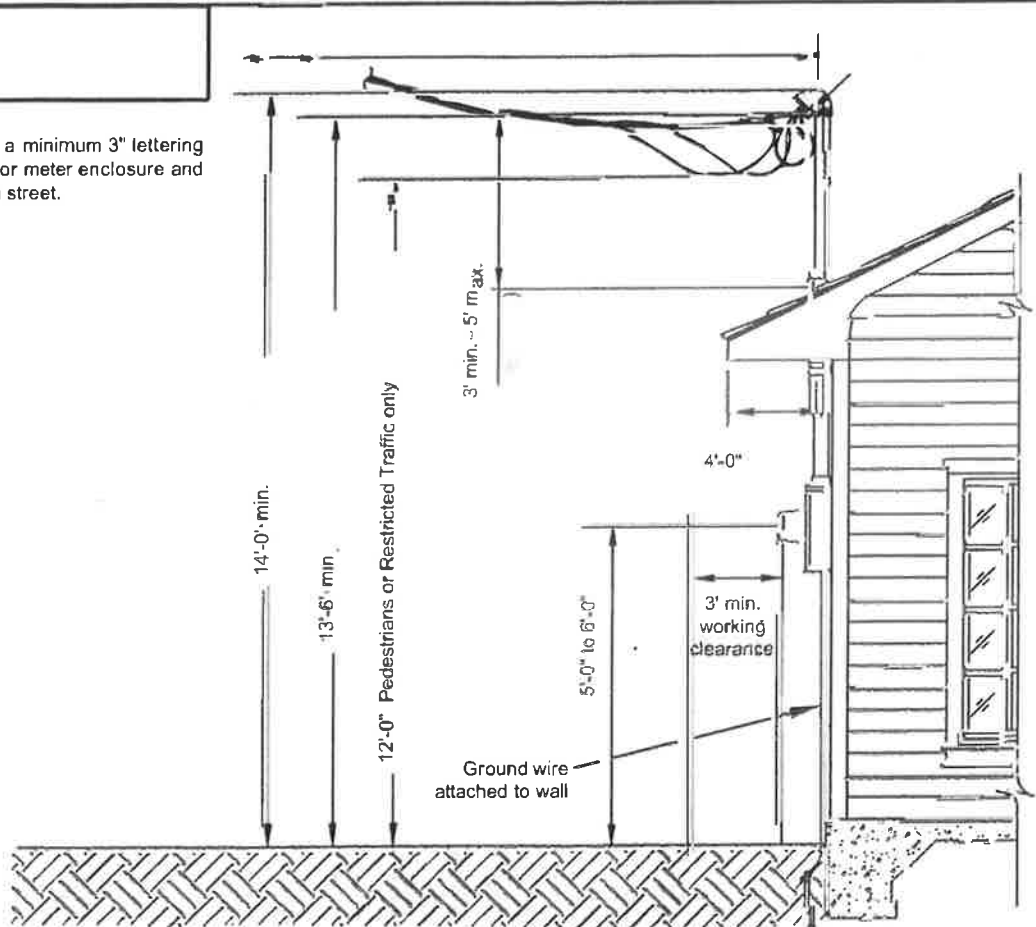 a minimum 3" lettering
or meter enclosure and
street.
3' min. - 5' max.
14'-0" min.
13'-6" min.
12'-0" Pedestrians or Restricted Traffic only
4'-0"
5'-0" to 6'-0"
3' min.
working
clearance
Ground wire
attached to wall